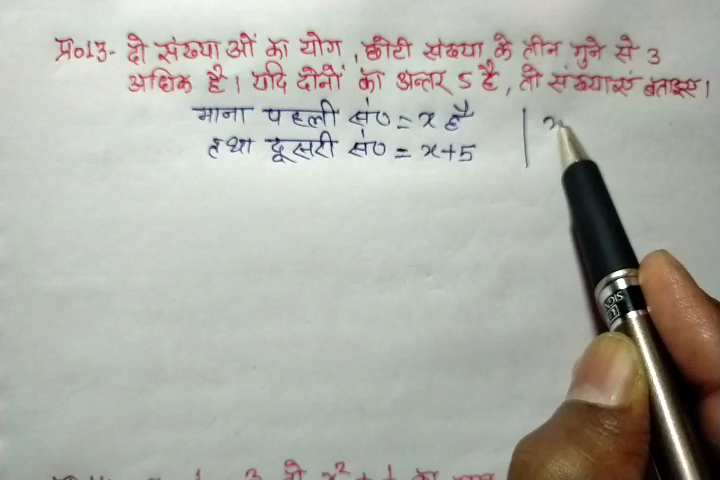 प्र०13- दो संख्याओं का योग, छोटी संख्या के तीन गुने से 3
अधिक है। यदि दोनों का अन्तर 5 है, तो संख्याएं बताइए।
माना पहली सं० = x है | x
तथा दूसरी सं० = x+5